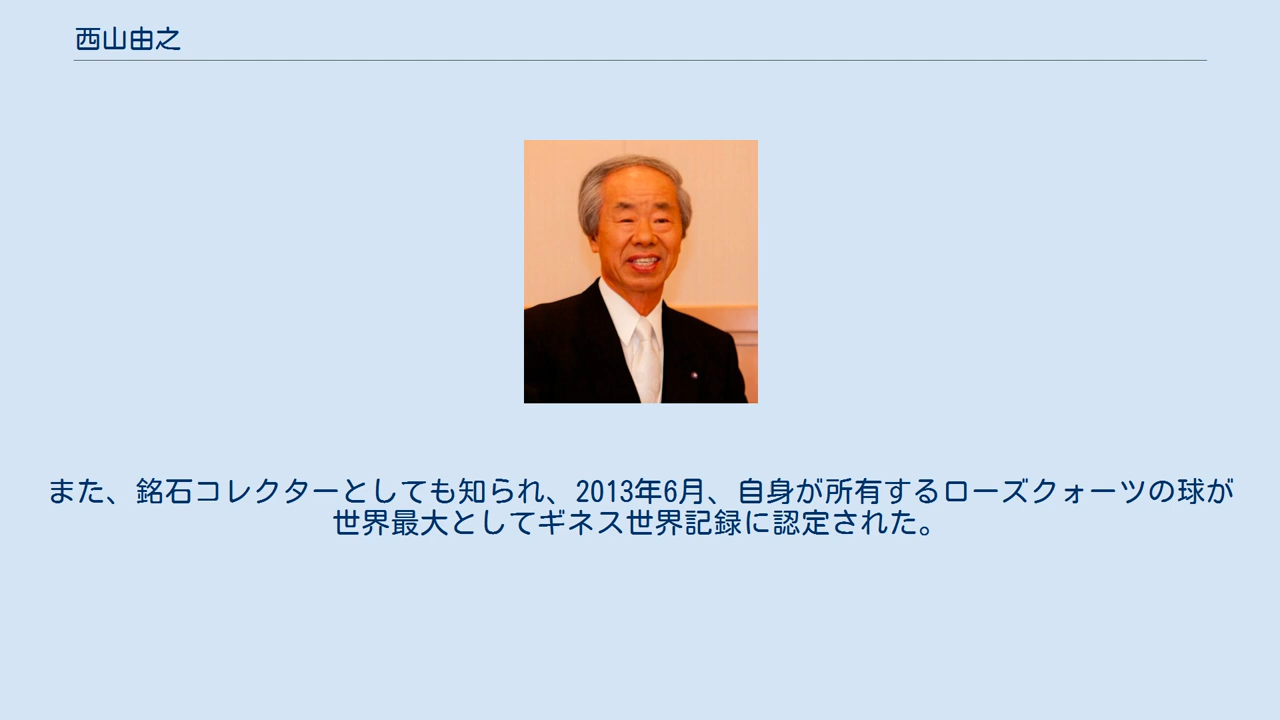 西山由之
また、銘石コレクターとしても知られ、2013年6月、自身が所有するローズクォーツの球が
世界最大としてギネス世界記録に認定された。